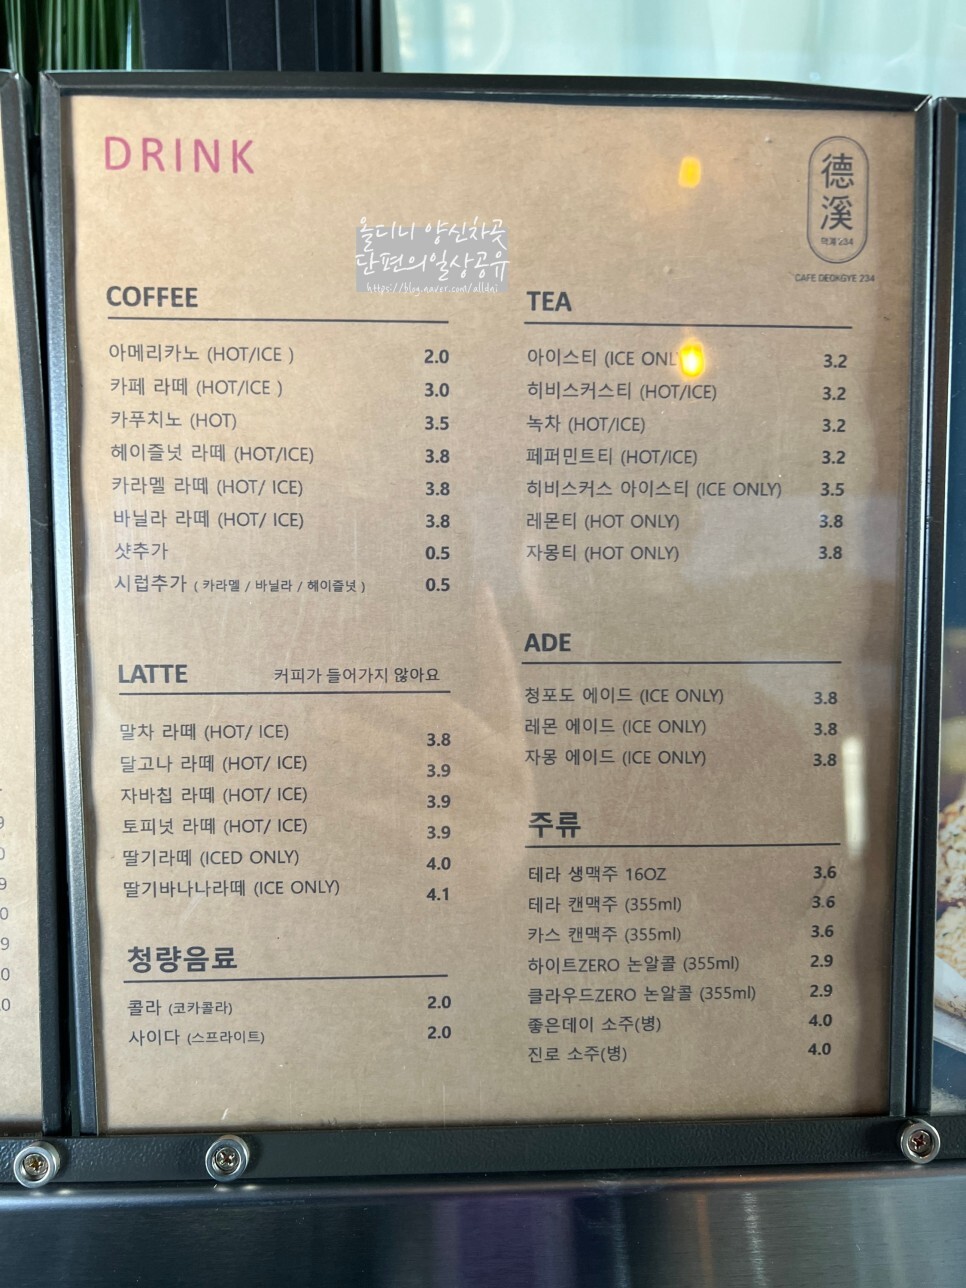 DRINK
德
溪
덕계234
CAFE DEOKGYE 234
올디니 양신차곳
단편의일상공유
https://blog.naver.com/alldni
COFFEE
아메리카노 (HOT/ICE ) 2.0
카페 라떼 (HOT/ICE ) 3.0
카푸치노 (HOT) 3.5
헤이즐넛 라떼 (HOT/ICE) 3.8
카라멜 라떼 (HOT/ ICE) 3.8
바닐라 라떼 (HOT/ ICE) 3.8
샷추가 0.5
시럽추가 ( 카라멜 / 바닐라 / 헤이즐넛 ) 0.5
LATTE 커피가 들어가지 않아요
말차 라떼 (HOT/ ICE) 3.8
달고나 라떼 (HOT/ ICE) 3.9
자바칩 라떼 (HOT/ ICE) 3.9
토피넛 라떼 (HOT/ ICE) 3.9
딸기라떼 (ICED ONLY) 4.0
딸기바나나라떼 (ICE ONLY) 4.1
청량음료
콜라 (코카콜라) 2.0
사이다 (스프라이트) 2.0
TEA
아이스티 (ICE ONL 3.2
히비스커스티 (HOT/ICE) 3.2
녹차 (HOT/ICE) 3.2
페퍼민트티 (HOT/ICE) 3.2
히비스커스 아이스티 (ICE ONLY) 3.5
레몬티 (HOT ONLY) 3.8
자몽티 (HOT ONLY) 3.8
ADE
청포도 에이드 (ICE ONLY) 3.8
레몬 에이드 (ICE ONLY) 3.8
자몽 에이드 (ICE ONLY) 3.8
주류
테라 생맥주 16OZ 3.6
테라 캔맥주 (355ml) 3.6
카스 캔맥주 (355ml) 3.6
하이트ZERO 논알콜 (355ml) 2.9
클라우드ZERO 논알콜 (355ml) 2.9
좋은데이 소주(병) 4.0
진로 소주(병) 4.0